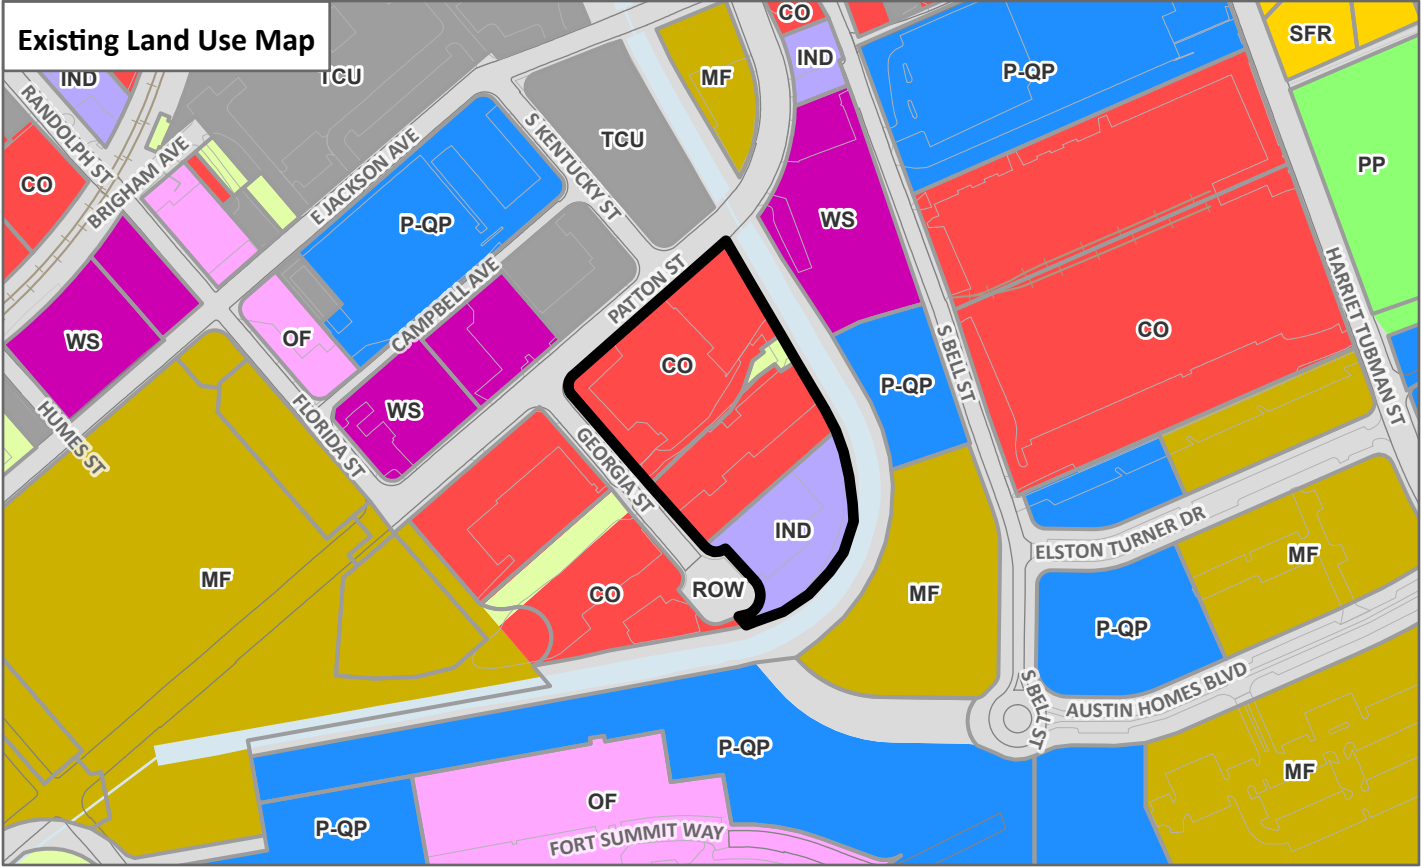 Existing Land Use Map
CO
SFR
IND
P-QP
IND
TCU
MF
RANDOLPH ST
S KENTUCKY ST
TCU
BRIGHAM AVE
E JACKSON AVE
PP
CO
P-QP
WS
CAMPBELL AVE
PATTON ST
HARRIET TUBMAN ST
WS
OF
CO
S BELL ST
CO
P-QP
WS
HUMES ST
FLORIDA ST
GEORGIA ST
IND
ELSTON TURNER DR
MF
MF
CO
ROW
MF
P-QP
S BELL ST
AUSTIN HOMES BLVD
P-QP
MF
OF
P-QP
FORT SUMMIT WAY